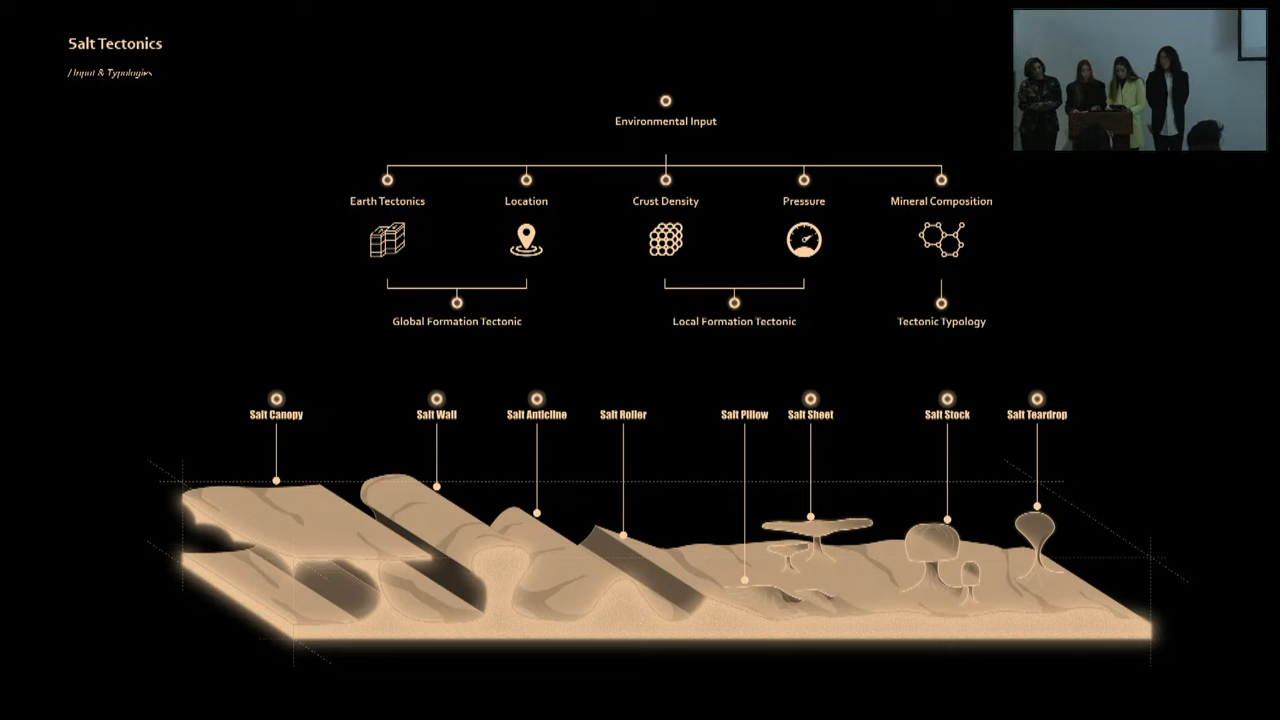 Salt Tectonics
/ Input & Typologies
Environmental Input
Earth Tectonics
Location
Crust Density
Pressure
Mineral Composition
Global Formation Tectonic
Local Formation Tectonic
Tectonic Typology
Salt Canopy
Salt Wall
Salt Anticline
Salt Roller
Salt Pillow
Salt Sheet
Salt Stock
Salt Teardrop